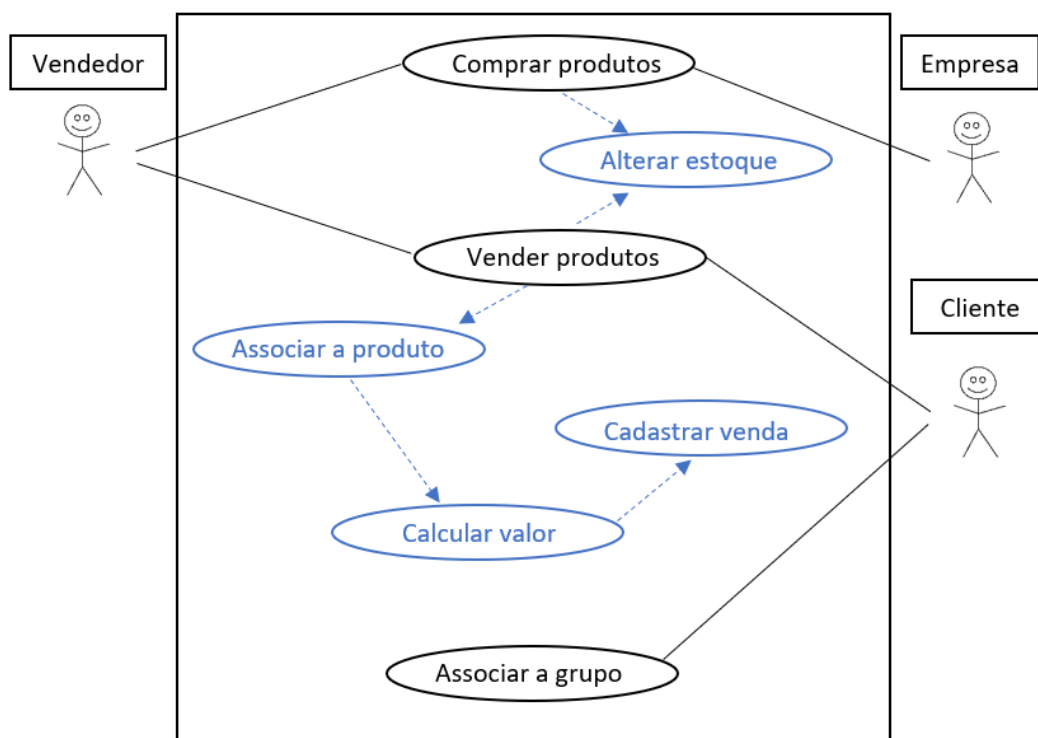 Vendedor
Comprar produtos
Empresa
Alterar estoque
Vender produtos
Cliente
Associar a produto
Cadastrar venda
Calcular valor
Associar a grupo